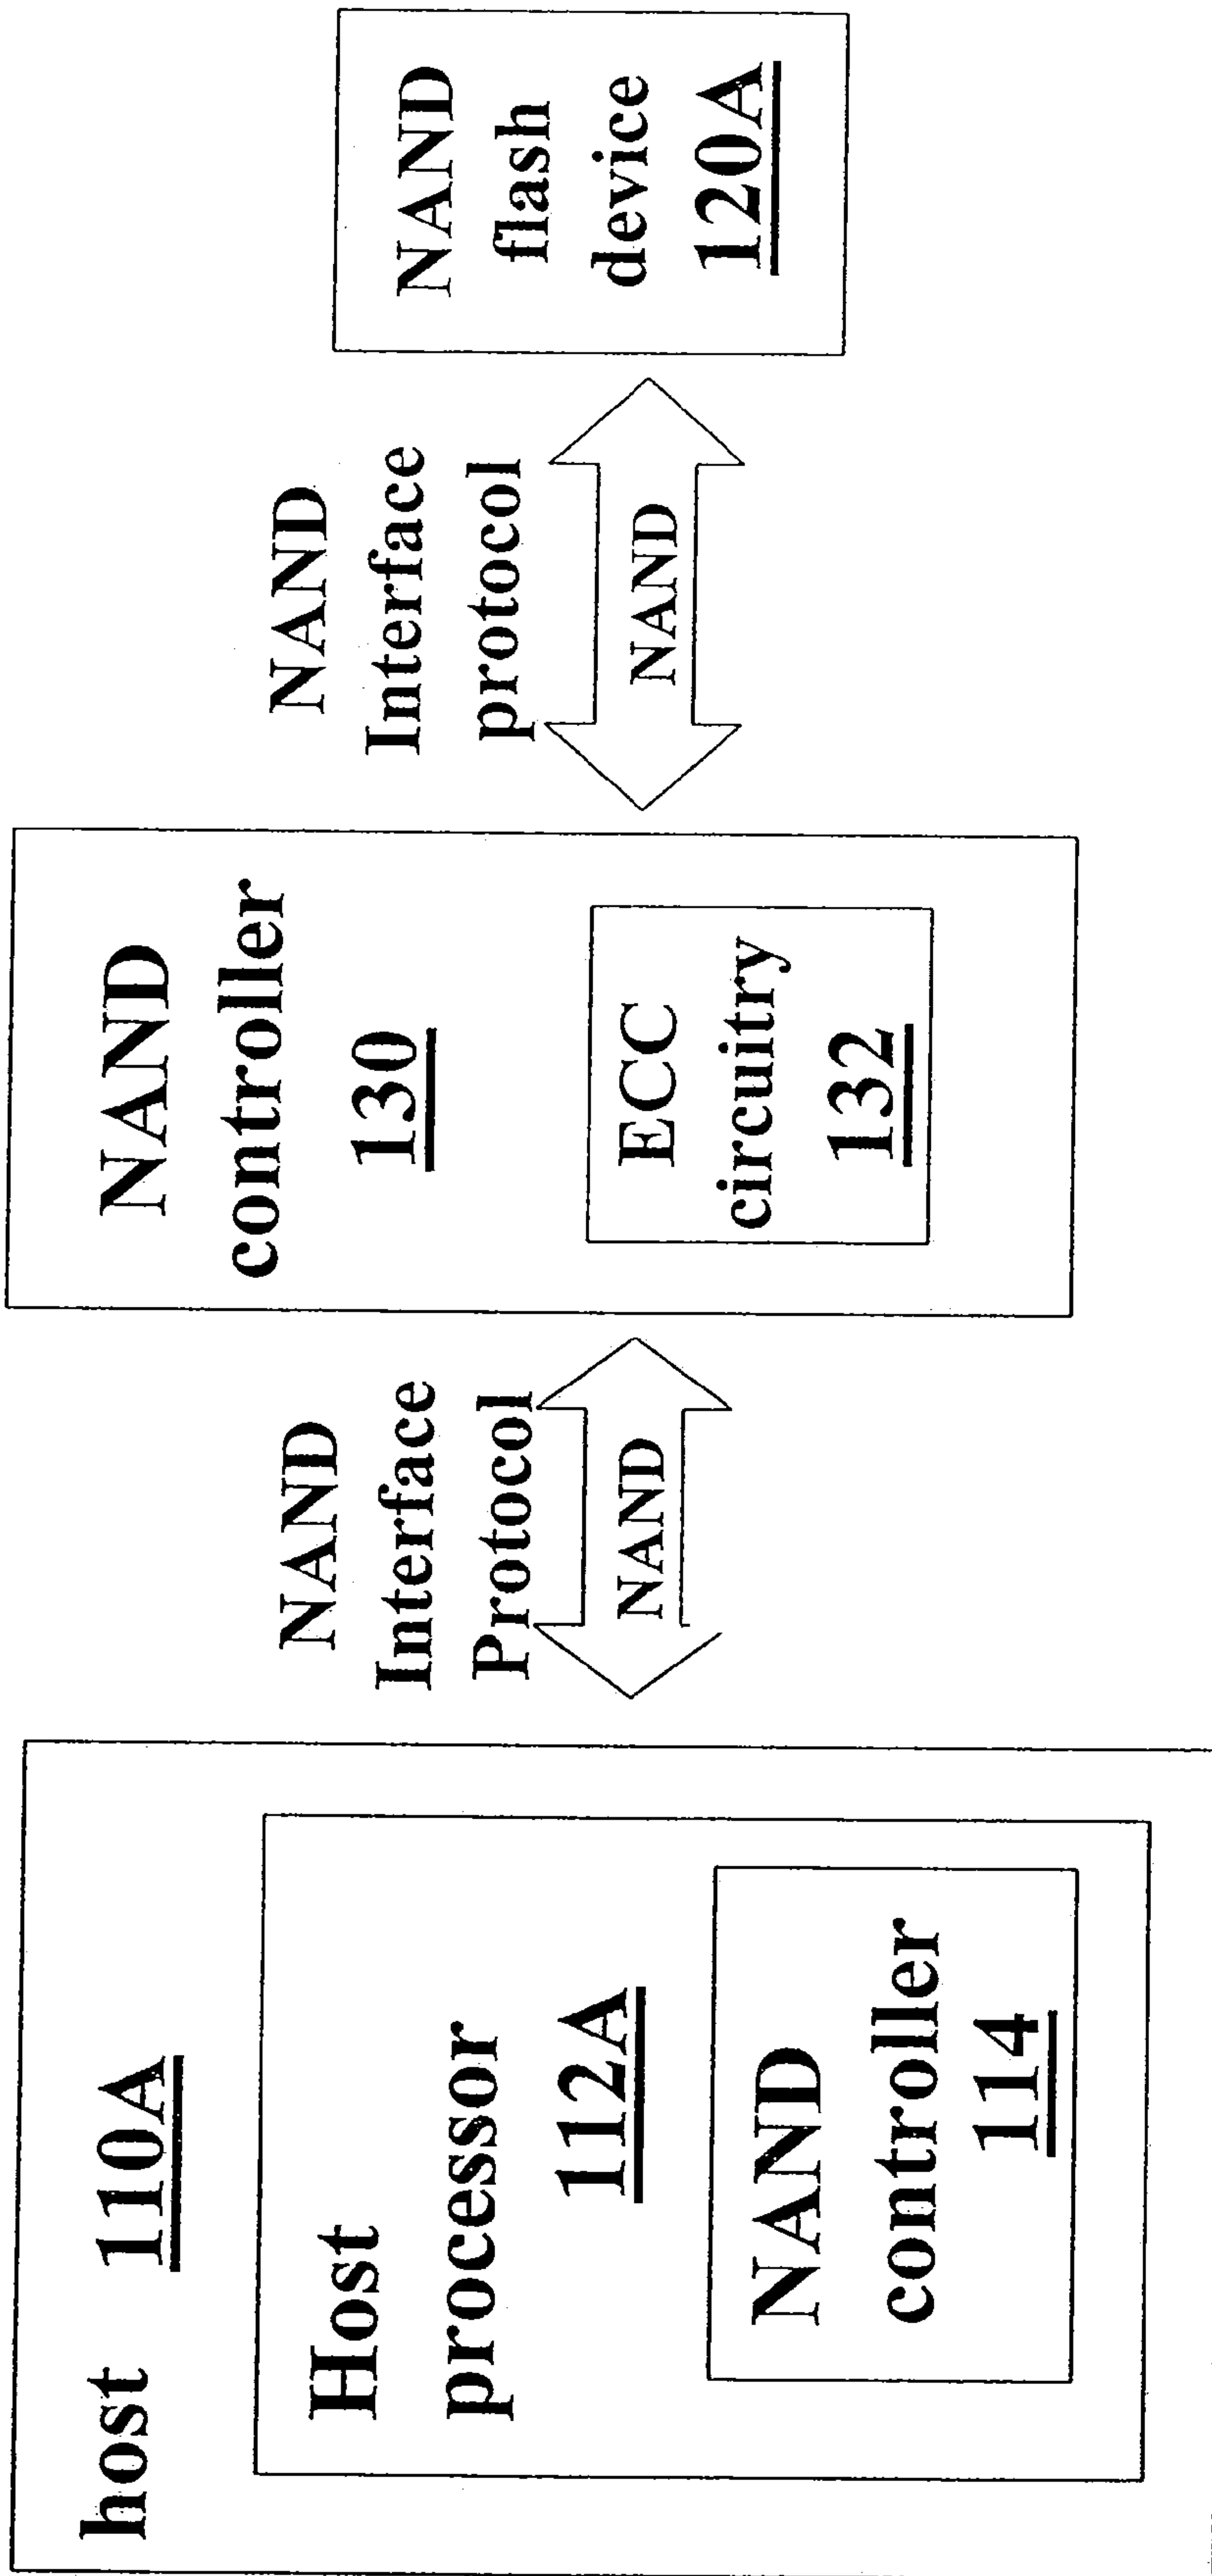 host 110A
Host
processor
112A
NAND
controller
114
NAND
Interface
Protocol
NAND
NAND
controller
130
ECC
circuitry
132
NAND
Interface
protocol
NAND
NAND
flash
device
120A